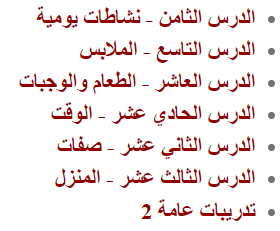 الدرس الثامن - نشاطات يومية
الدرس التاسع - الملابس
الدرس العاشر - الطعام والوجبات
الدرس الحادي عشر - الوقت
الدرس الثاني عشر - صفات
الدرس الثالث عشر - المنزل
تدريبات عامة 2